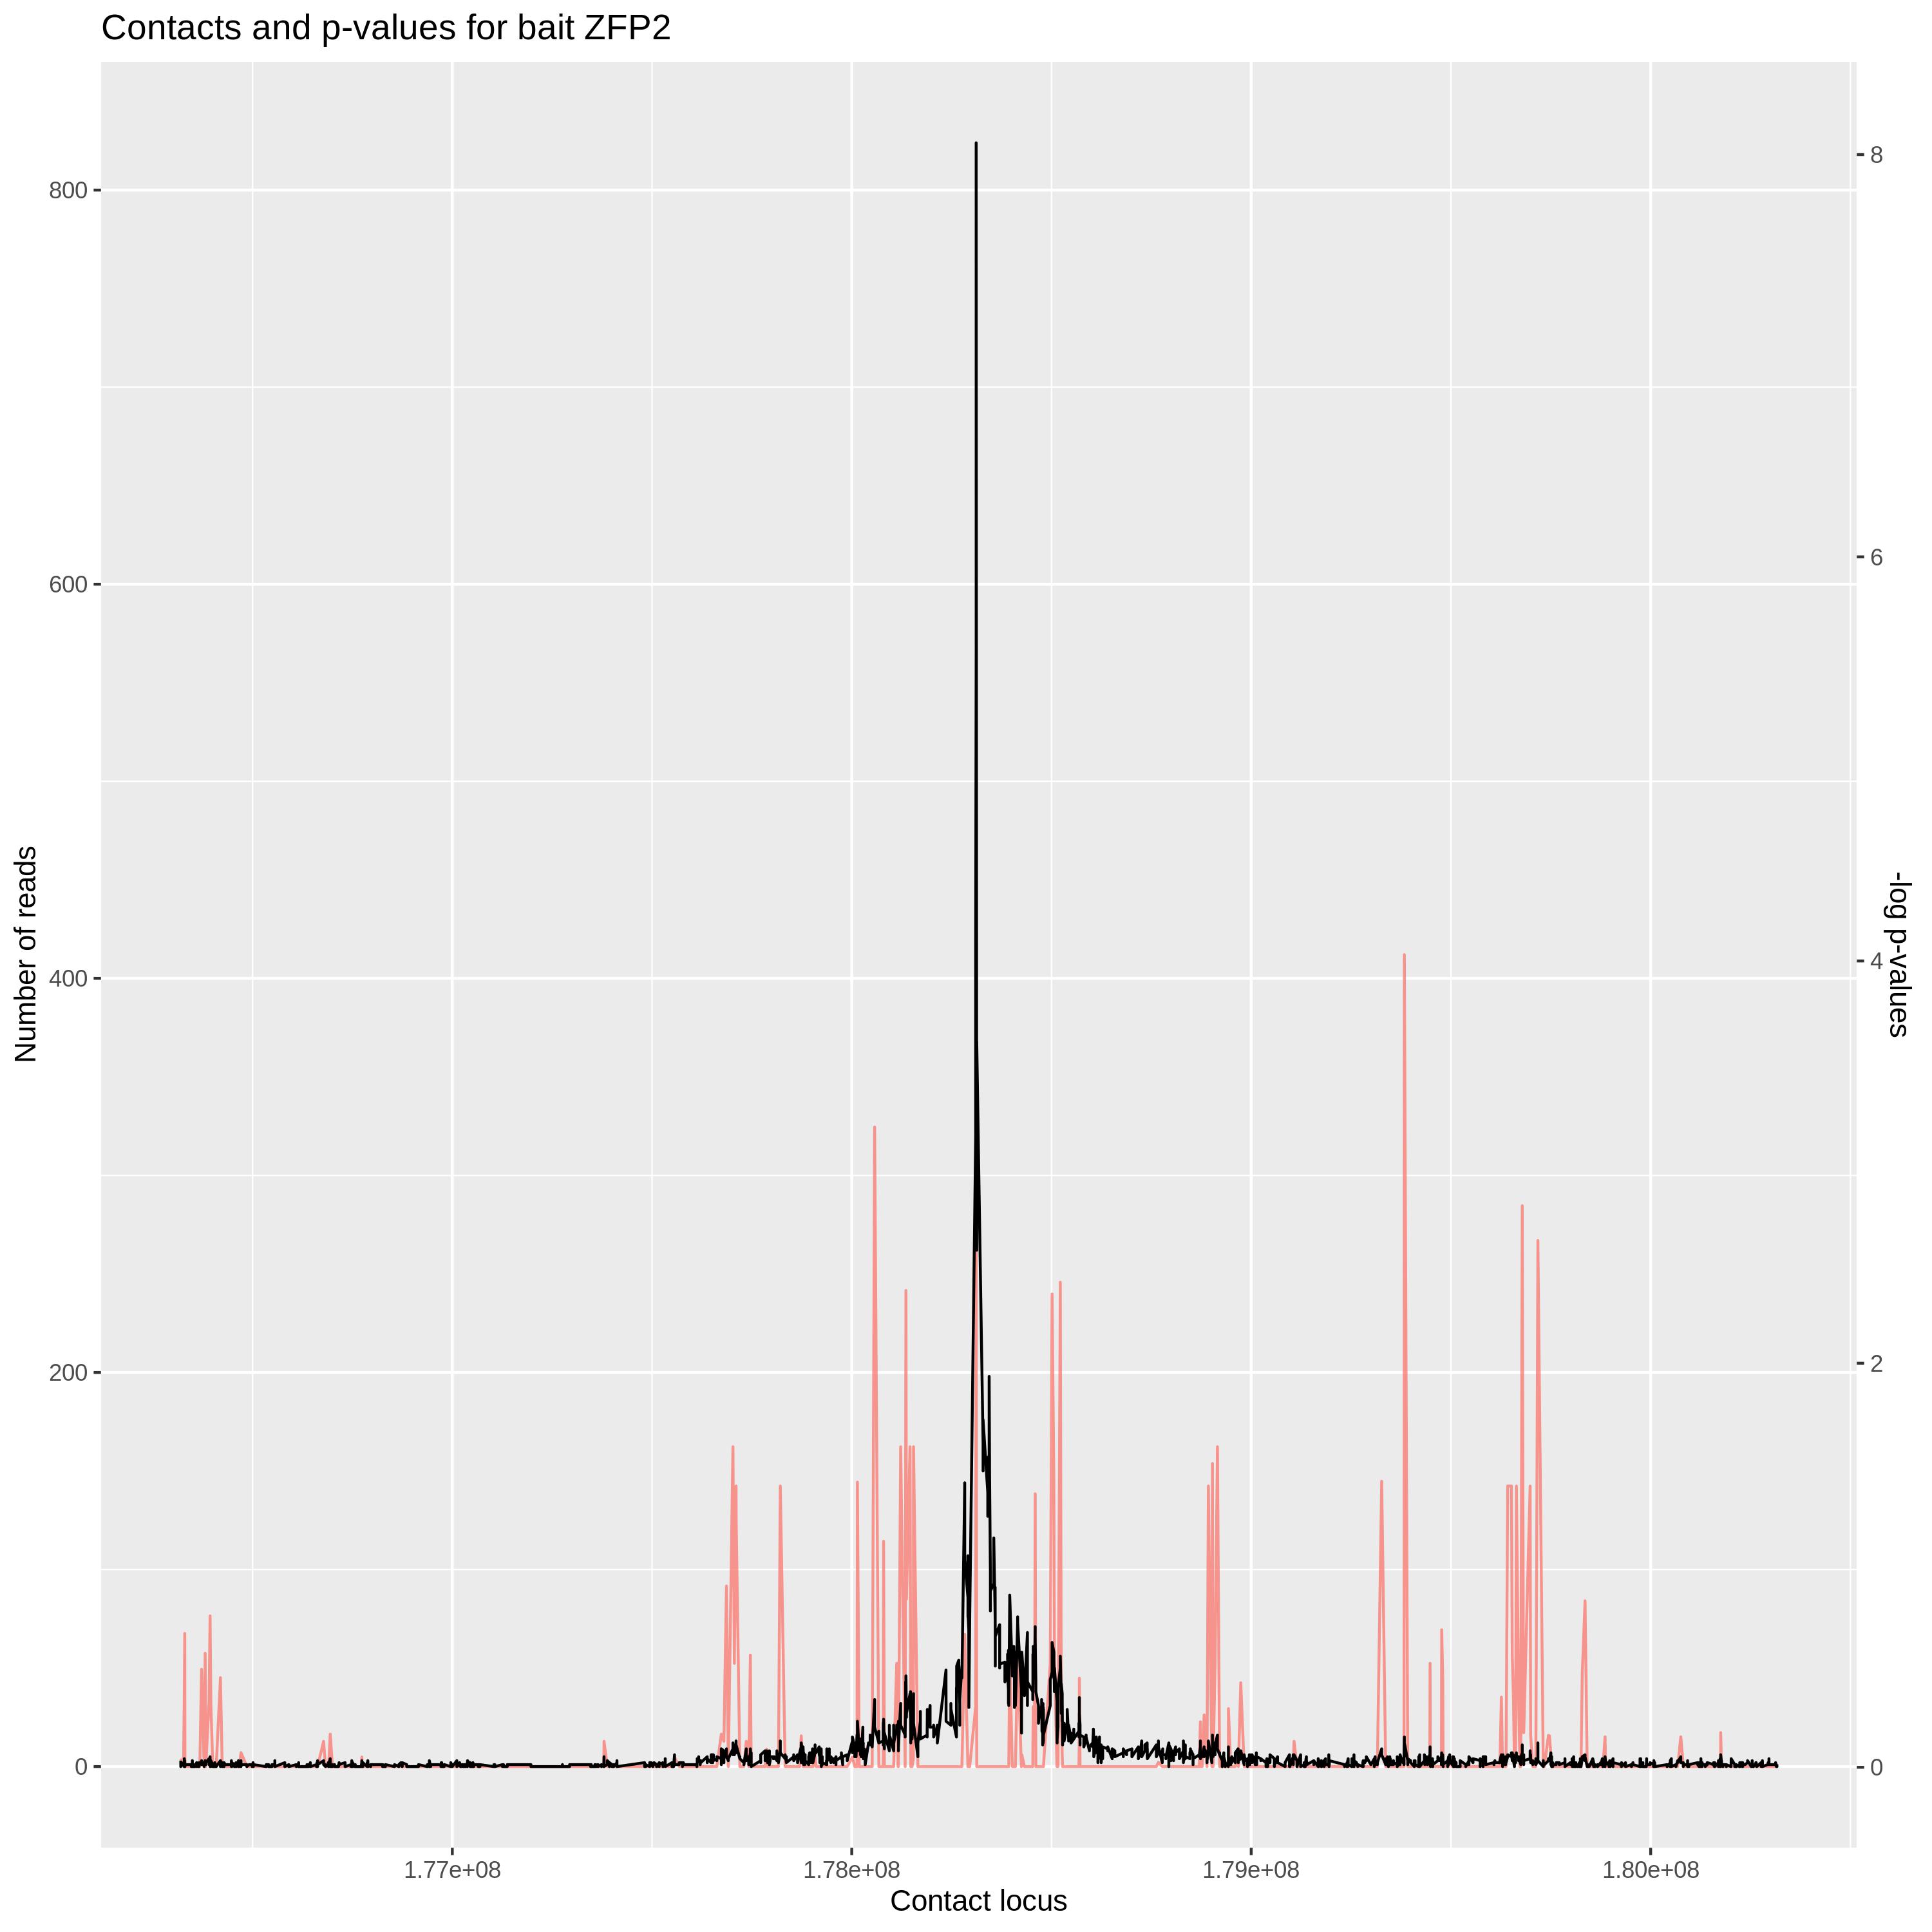 Contacts and p-values for bait ZFP2
800
600
400
200
0
Number of reads
8
6
4
2
0
-log p-values
1.77e+08
1.78e+08
1.79e+08
1.80e+08
Contact locus